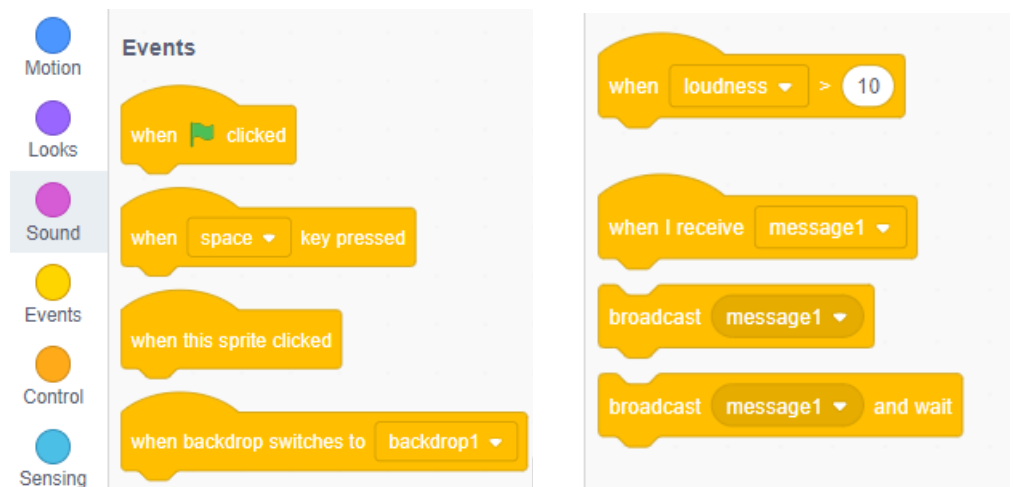 Motion
Looks
Sound
Events
Control
Sensing
Events
when clicked
when space key pressed
when this sprite clicked
when backdrop switches to backdrop1
when loudness > 10
when I receive message1
broadcast message1
broadcast message1 and wait